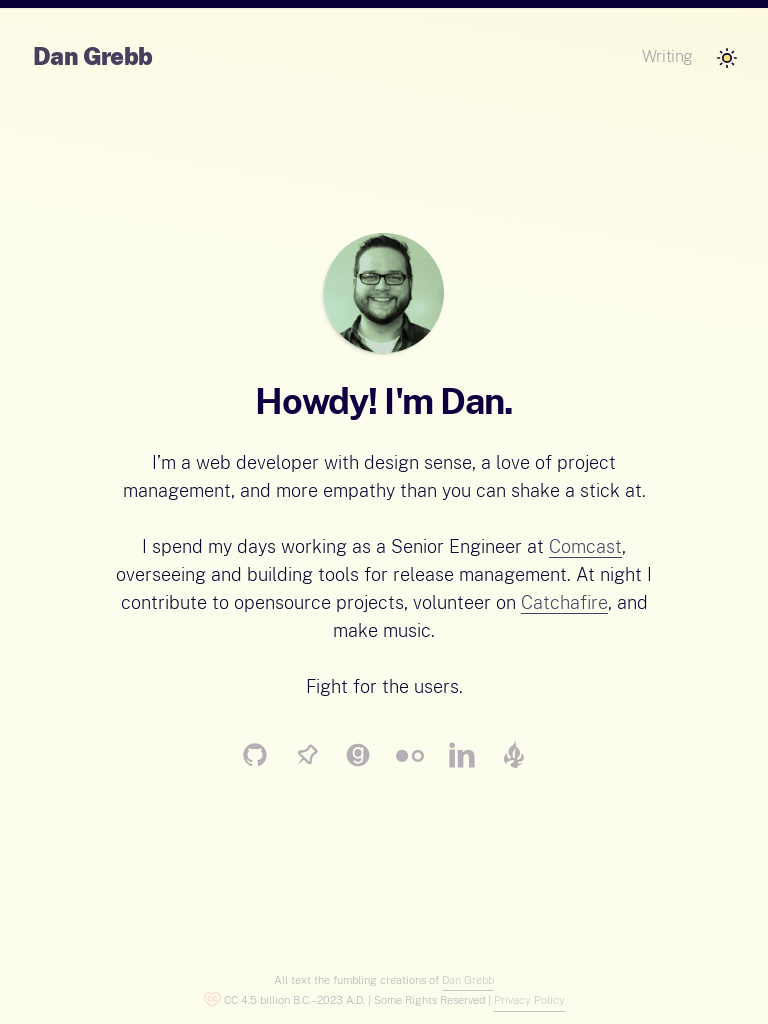 Dan Grebb
Writing
Howdy! I'm Dan.
I’m a web developer with design sense, a love of project
management, and more empathy than you can shake a stick at.
I spend my days working as a Senior Engineer at Comcast,
overseeing and building tools for release management. At night I
contribute to opensource projects, volunteer on Catchafire, and
make music.
Fight for the users.
All text the fumbling creations of Dan Grebb
CC 4.5 billion B.C.–2023 A.D. | Some Rights Reserved | Privacy Policy